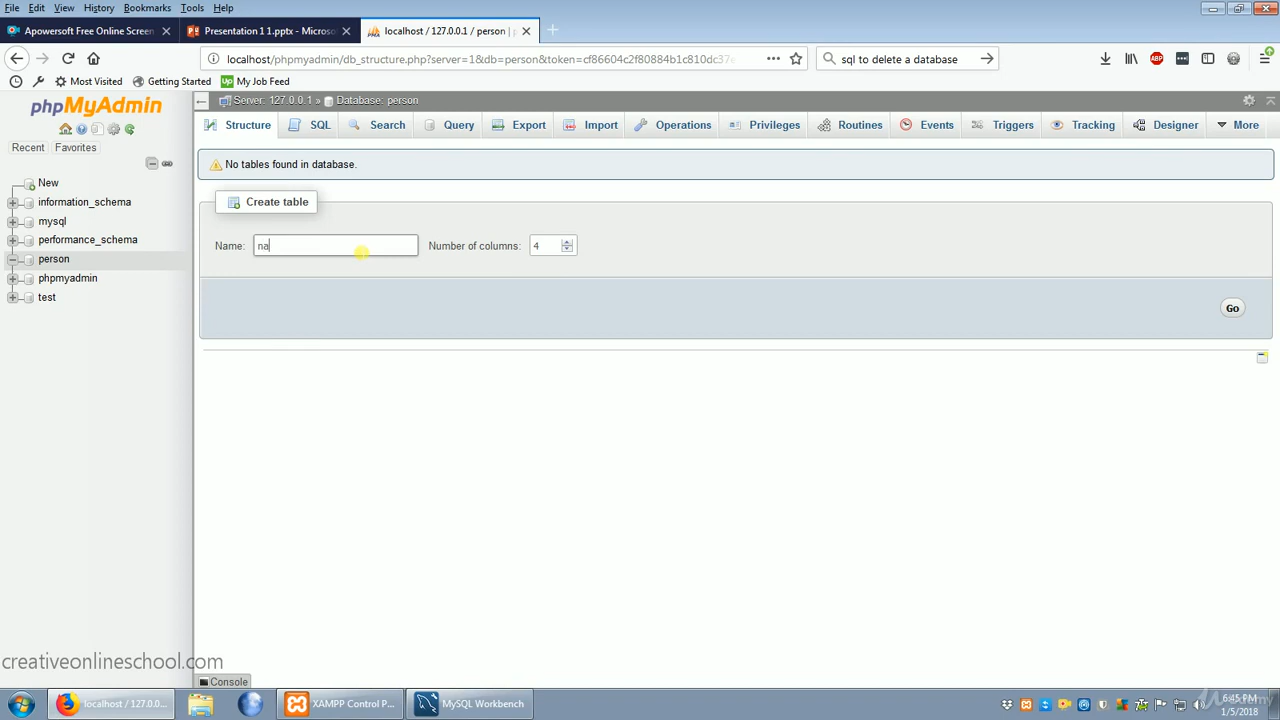 File Edit View History Bookmarks Tools Help
Apowersoft Free Online Screen
Presentation 1 1.pptx - Microso
localhost / 127.0.0.1 / person |
localhost/phpmyadmin/db_structure.php?server=1&db=person&token=cf86604c2f80884b1c810dc37e
sql to delete a database
ABP
Most Visited Getting Started Up My Job Feed
phpMyAdmin
Recent Favorites
New
information_schema
mysql
performance_schema
person
phpmyadmin
test
Server: 127.0.0.1 » Database: person
Structure SQL Search Query Export Import Operations Privileges Routines Events Triggers Tracking Designer More
No tables found in database.
Create table
Name: na Number of columns: 4
Go
creativeonlineschool.com
Console
localhost / 127.0.0... XAMPP Control P... MySQL Workbench
6:45 PM
1/5/2018